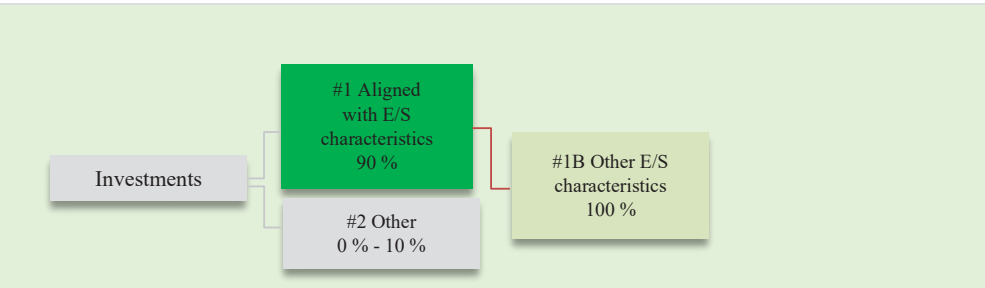 Investments
#1 Aligned
with E/S
characteristics
90 %
#2 Other
0 % - 10 %
#1B Other E/S
characteristics
100 %